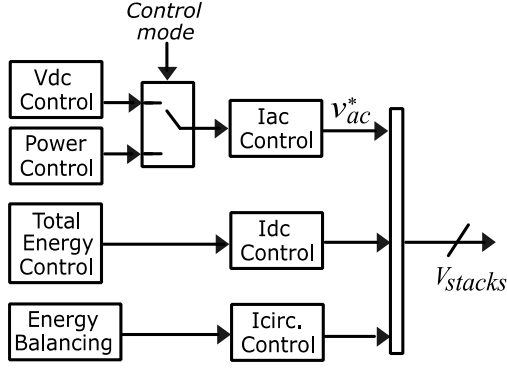 Control
mode
Vdc
Control
Power
Control
Iac
Control
v*ac
Total
Energy
Control
Idc
Control
Vstacks
Energy
Balancing
Icirc.
Control